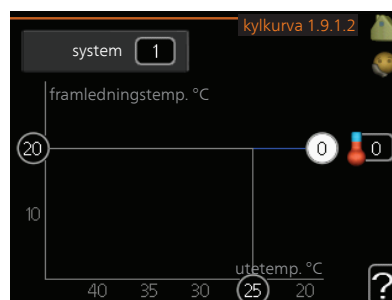 kylkurva 1.9.1.2
system 1
framledningstemp. °C
20
0
0
10
utetemp. °C
40 35 30 25 20
?